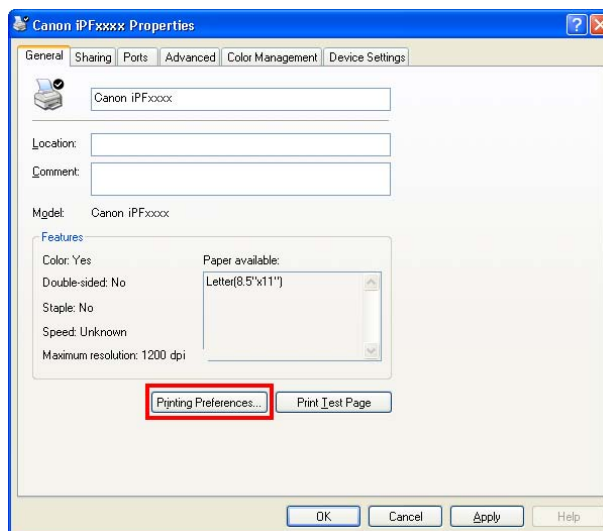 Canon iPFxxxx Properties
General Sharing Ports Advanced Color Management Device Settings
Canon iPFxxxx
Location:
Comment:
Model: Canon iPFxxxx
Features
Color: Yes Paper available:
Double-sided: No Letter(8.5"x11")
Staple: No
Speed: Unknown
Maximum resolution: 1200 dpi
Printing Preferences... Print Test Page
OK Cancel Apply Help